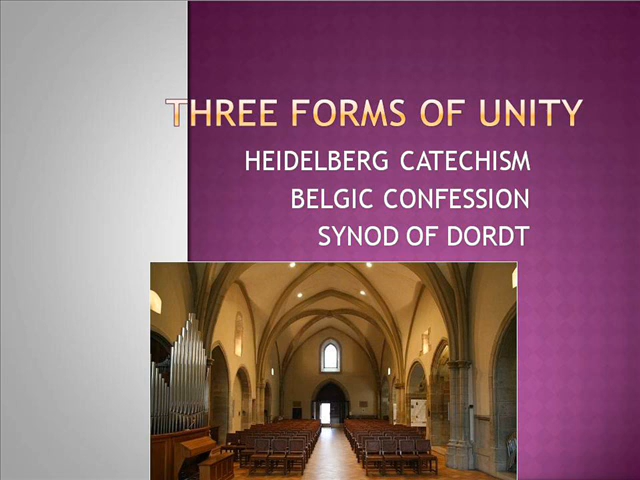 THREE FORMS OF UNITY
HEIDELBERG CATECHISM
BELGIC CONFESSION
SYNOD OF DORDT